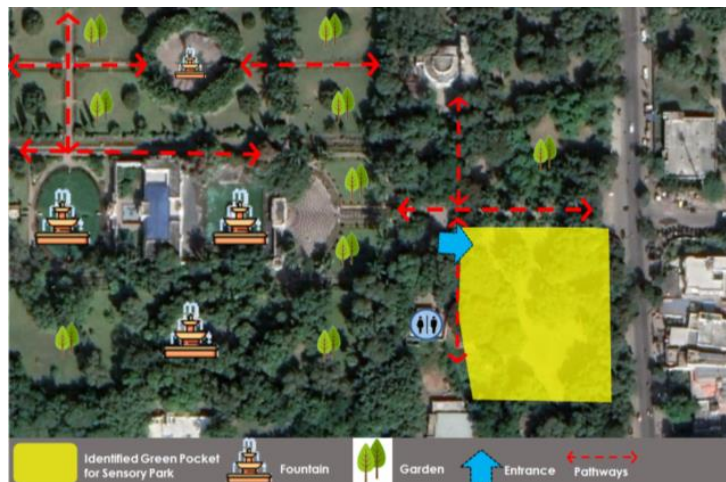 Identified Green Pocket
for Sensory Park
Fountain
Garden
Entrance
Pathways